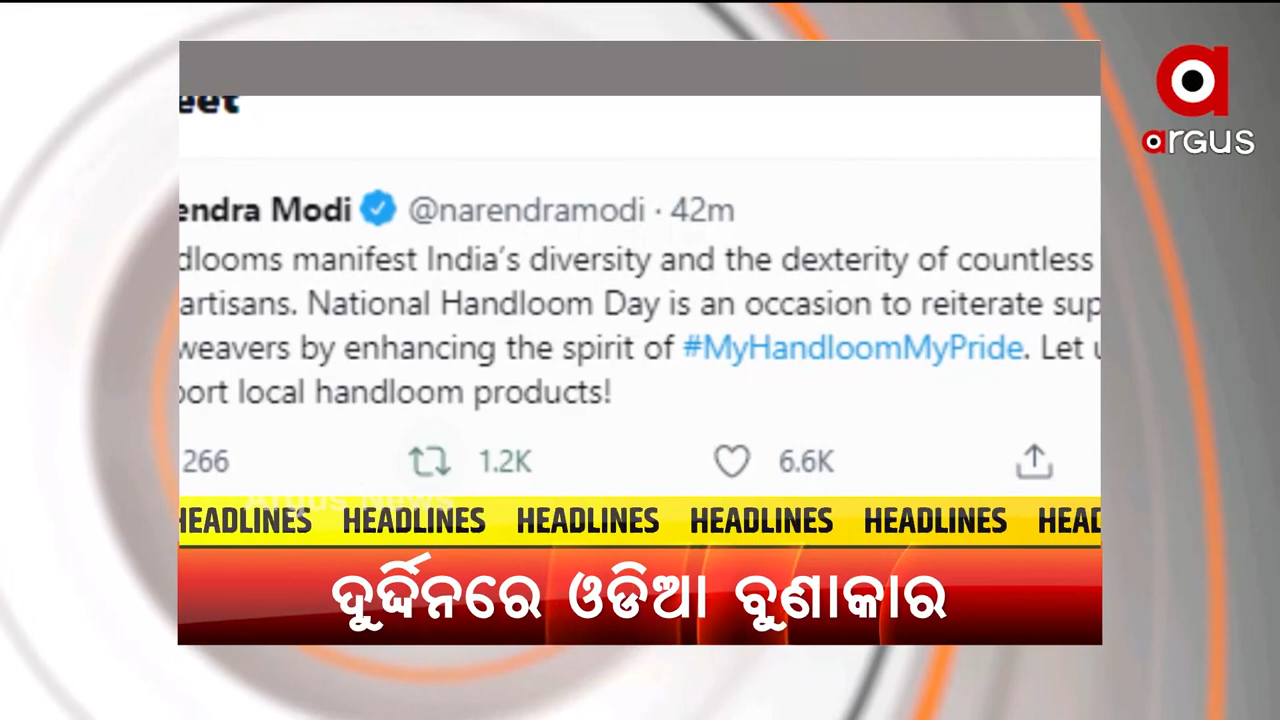 eet
endra Modi @narendramodi · 42m
dlooms manifest India's diversity and the dexterity of countless
artisans. National Handloom Day is an occasion to reiterate sup
weavers by enhancing the spirit of #MyHandloomMyPride. Let u
port local handloom products!
266 1.2K 6.6K
Argus News
HEADLINES HEADLINES HEADLINES HEADLINES HEADLINES HEAD
ଦୁର୍ଦ୍ଦିନରେ ଓଡିଆ ବୁଣାକାର
a
argus